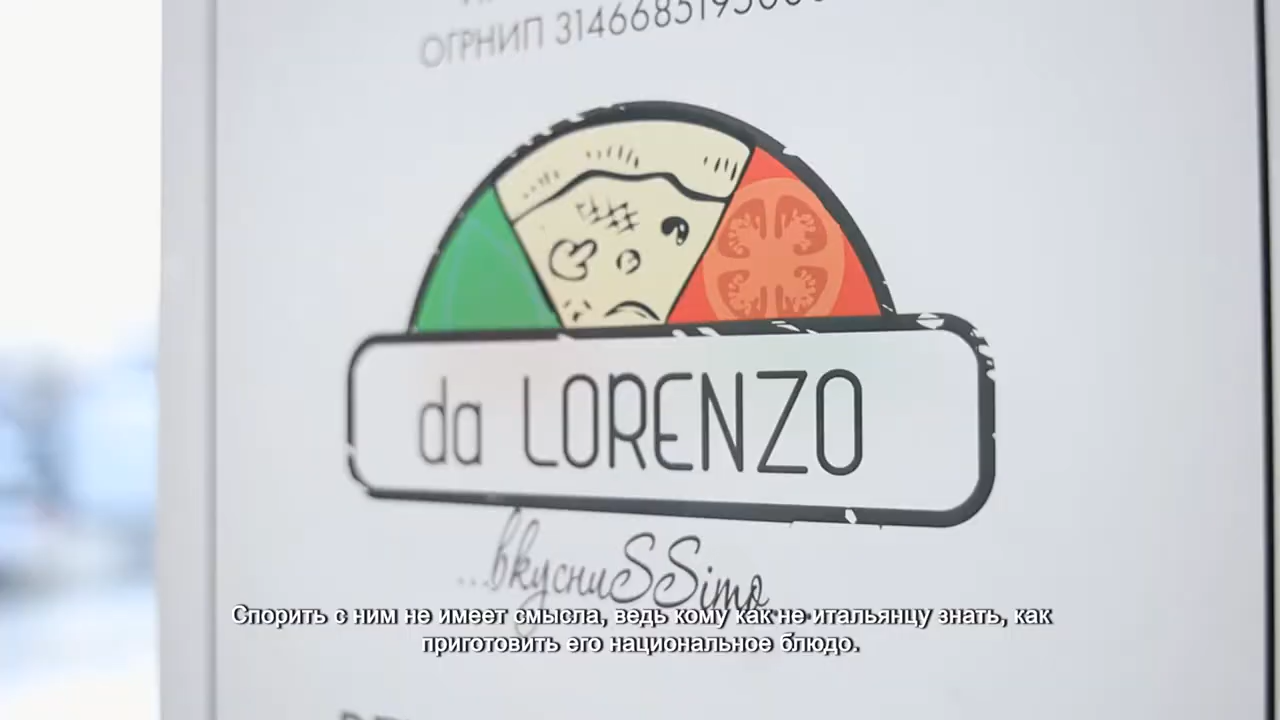 ОГРНИП
da LORENZO
...вкусниSSimo
Спорить с ним не имеет смысла, ведь кому как не итальянцу знать, как
приготовить его национальное блюдо.